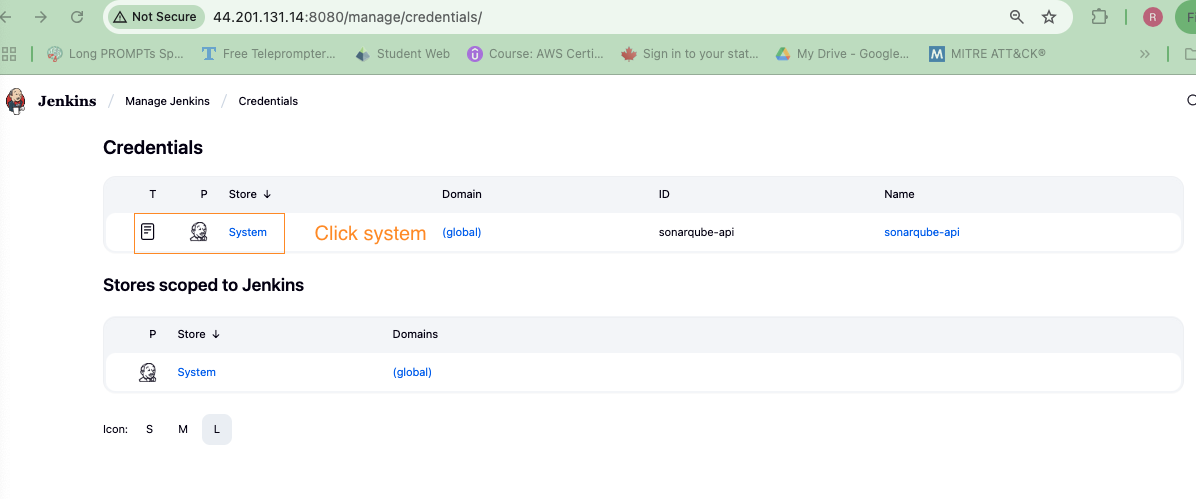 Not Secure 44.201.131.14:8080/manage/credentials/ R Fi
Long PROMPTs Sp... Free Teleprompter... Student Web Course: AWS Certi... Sign in to your stat... My Drive - Google... M MITRE ATT&CK® »
Jenkins / Manage Jenkins / Credentials
Credentials
T P Store ↓ Domain ID Name
System Click system (global) sonarqube-api sonarqube-api
Stores scoped to Jenkins
P Store ↓ Domains
System (global)
Icon: S M L